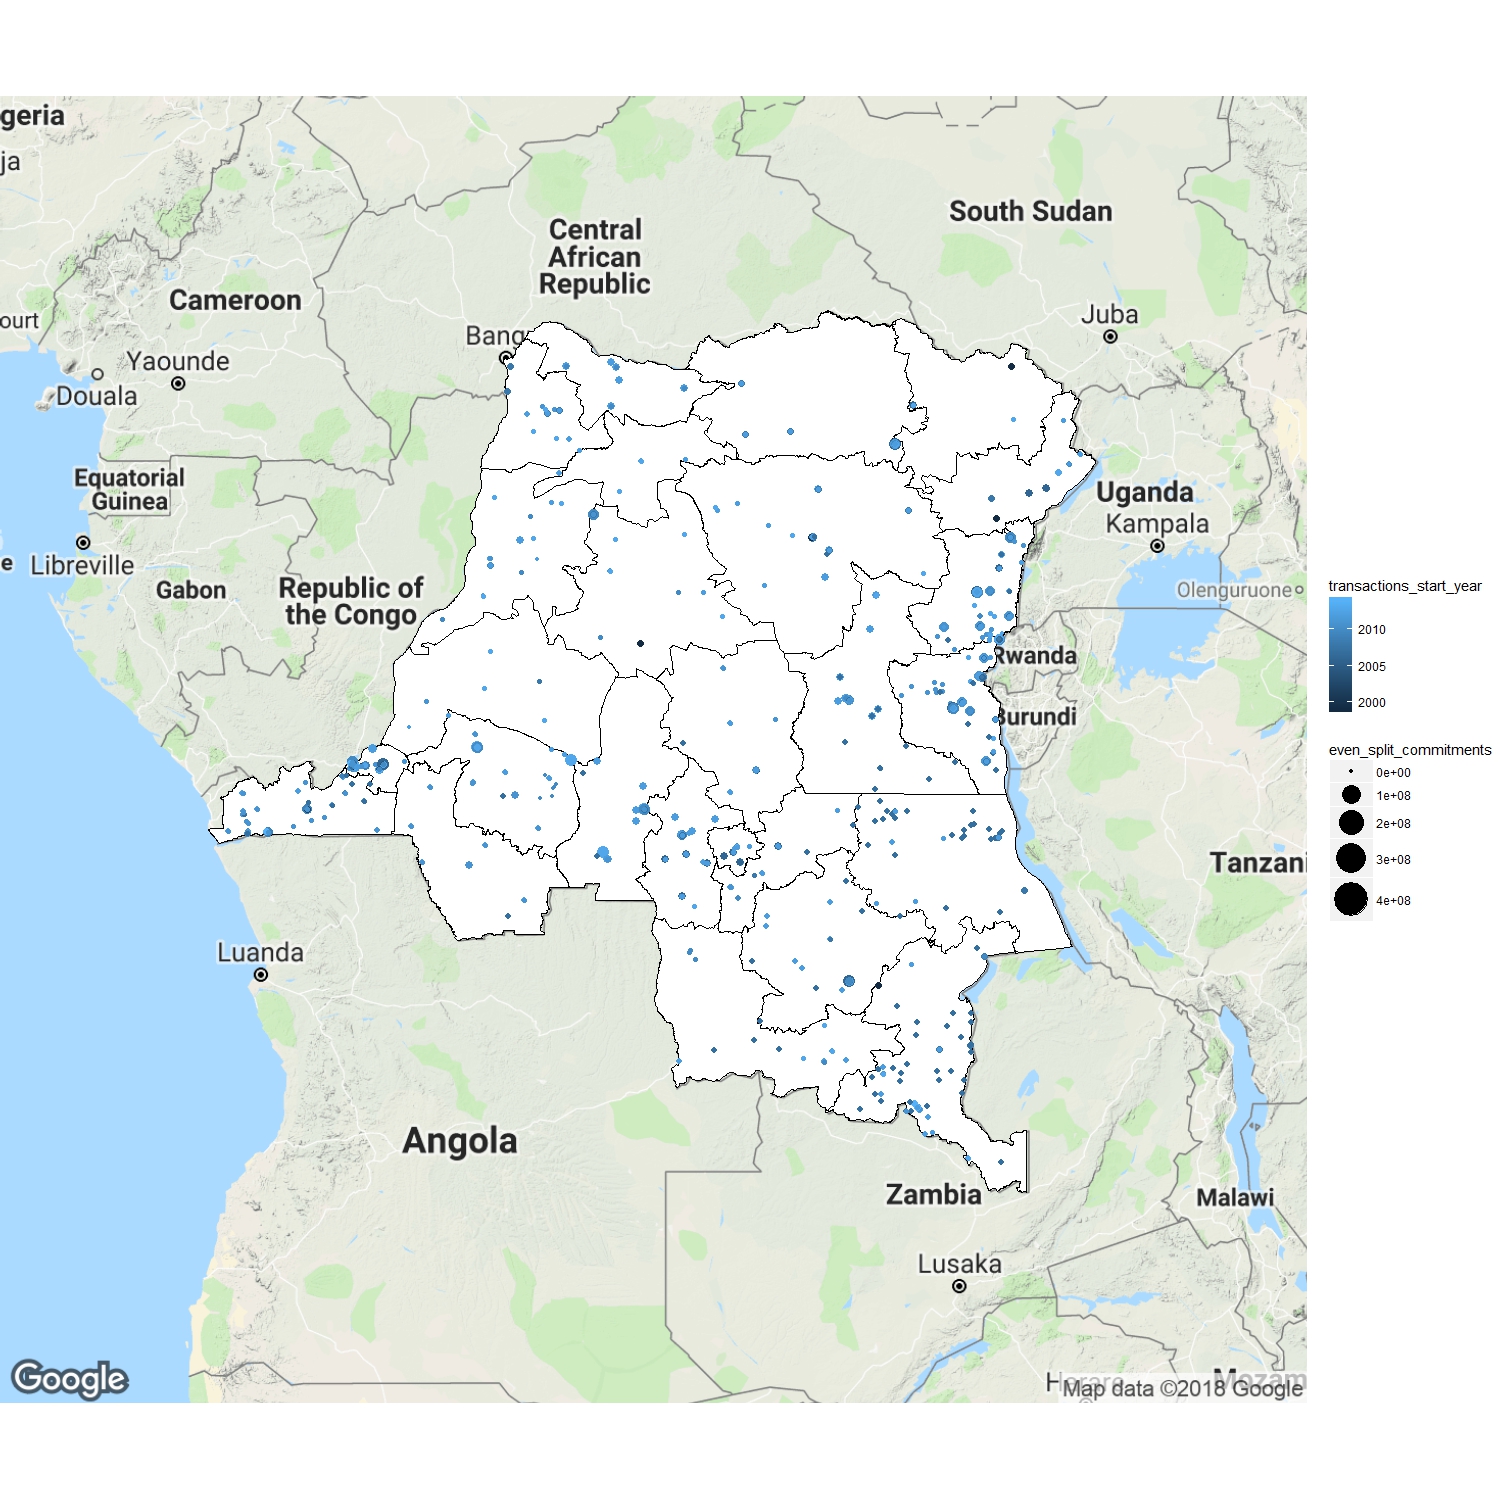 geria
ja
South Sudan
Central
African
Republic
Cameroon
ourt
Juba
Bang
Yaounde
Douala
Equatorial
Guinea
Uganda
Kampala
e
Libreville
Gabon
Republic of
the Congo
Olenguruone
Rwanda
Burundi
Tanzani
Luanda
Angola
Zambia
Malawi
Lusaka
Harare
Mozam
Google
Map data ©2018 Google
transactions_start_year
2010
2005
2000
even_split_commitments
0e+00
1e+08
2e+08
3e+08
4e+08